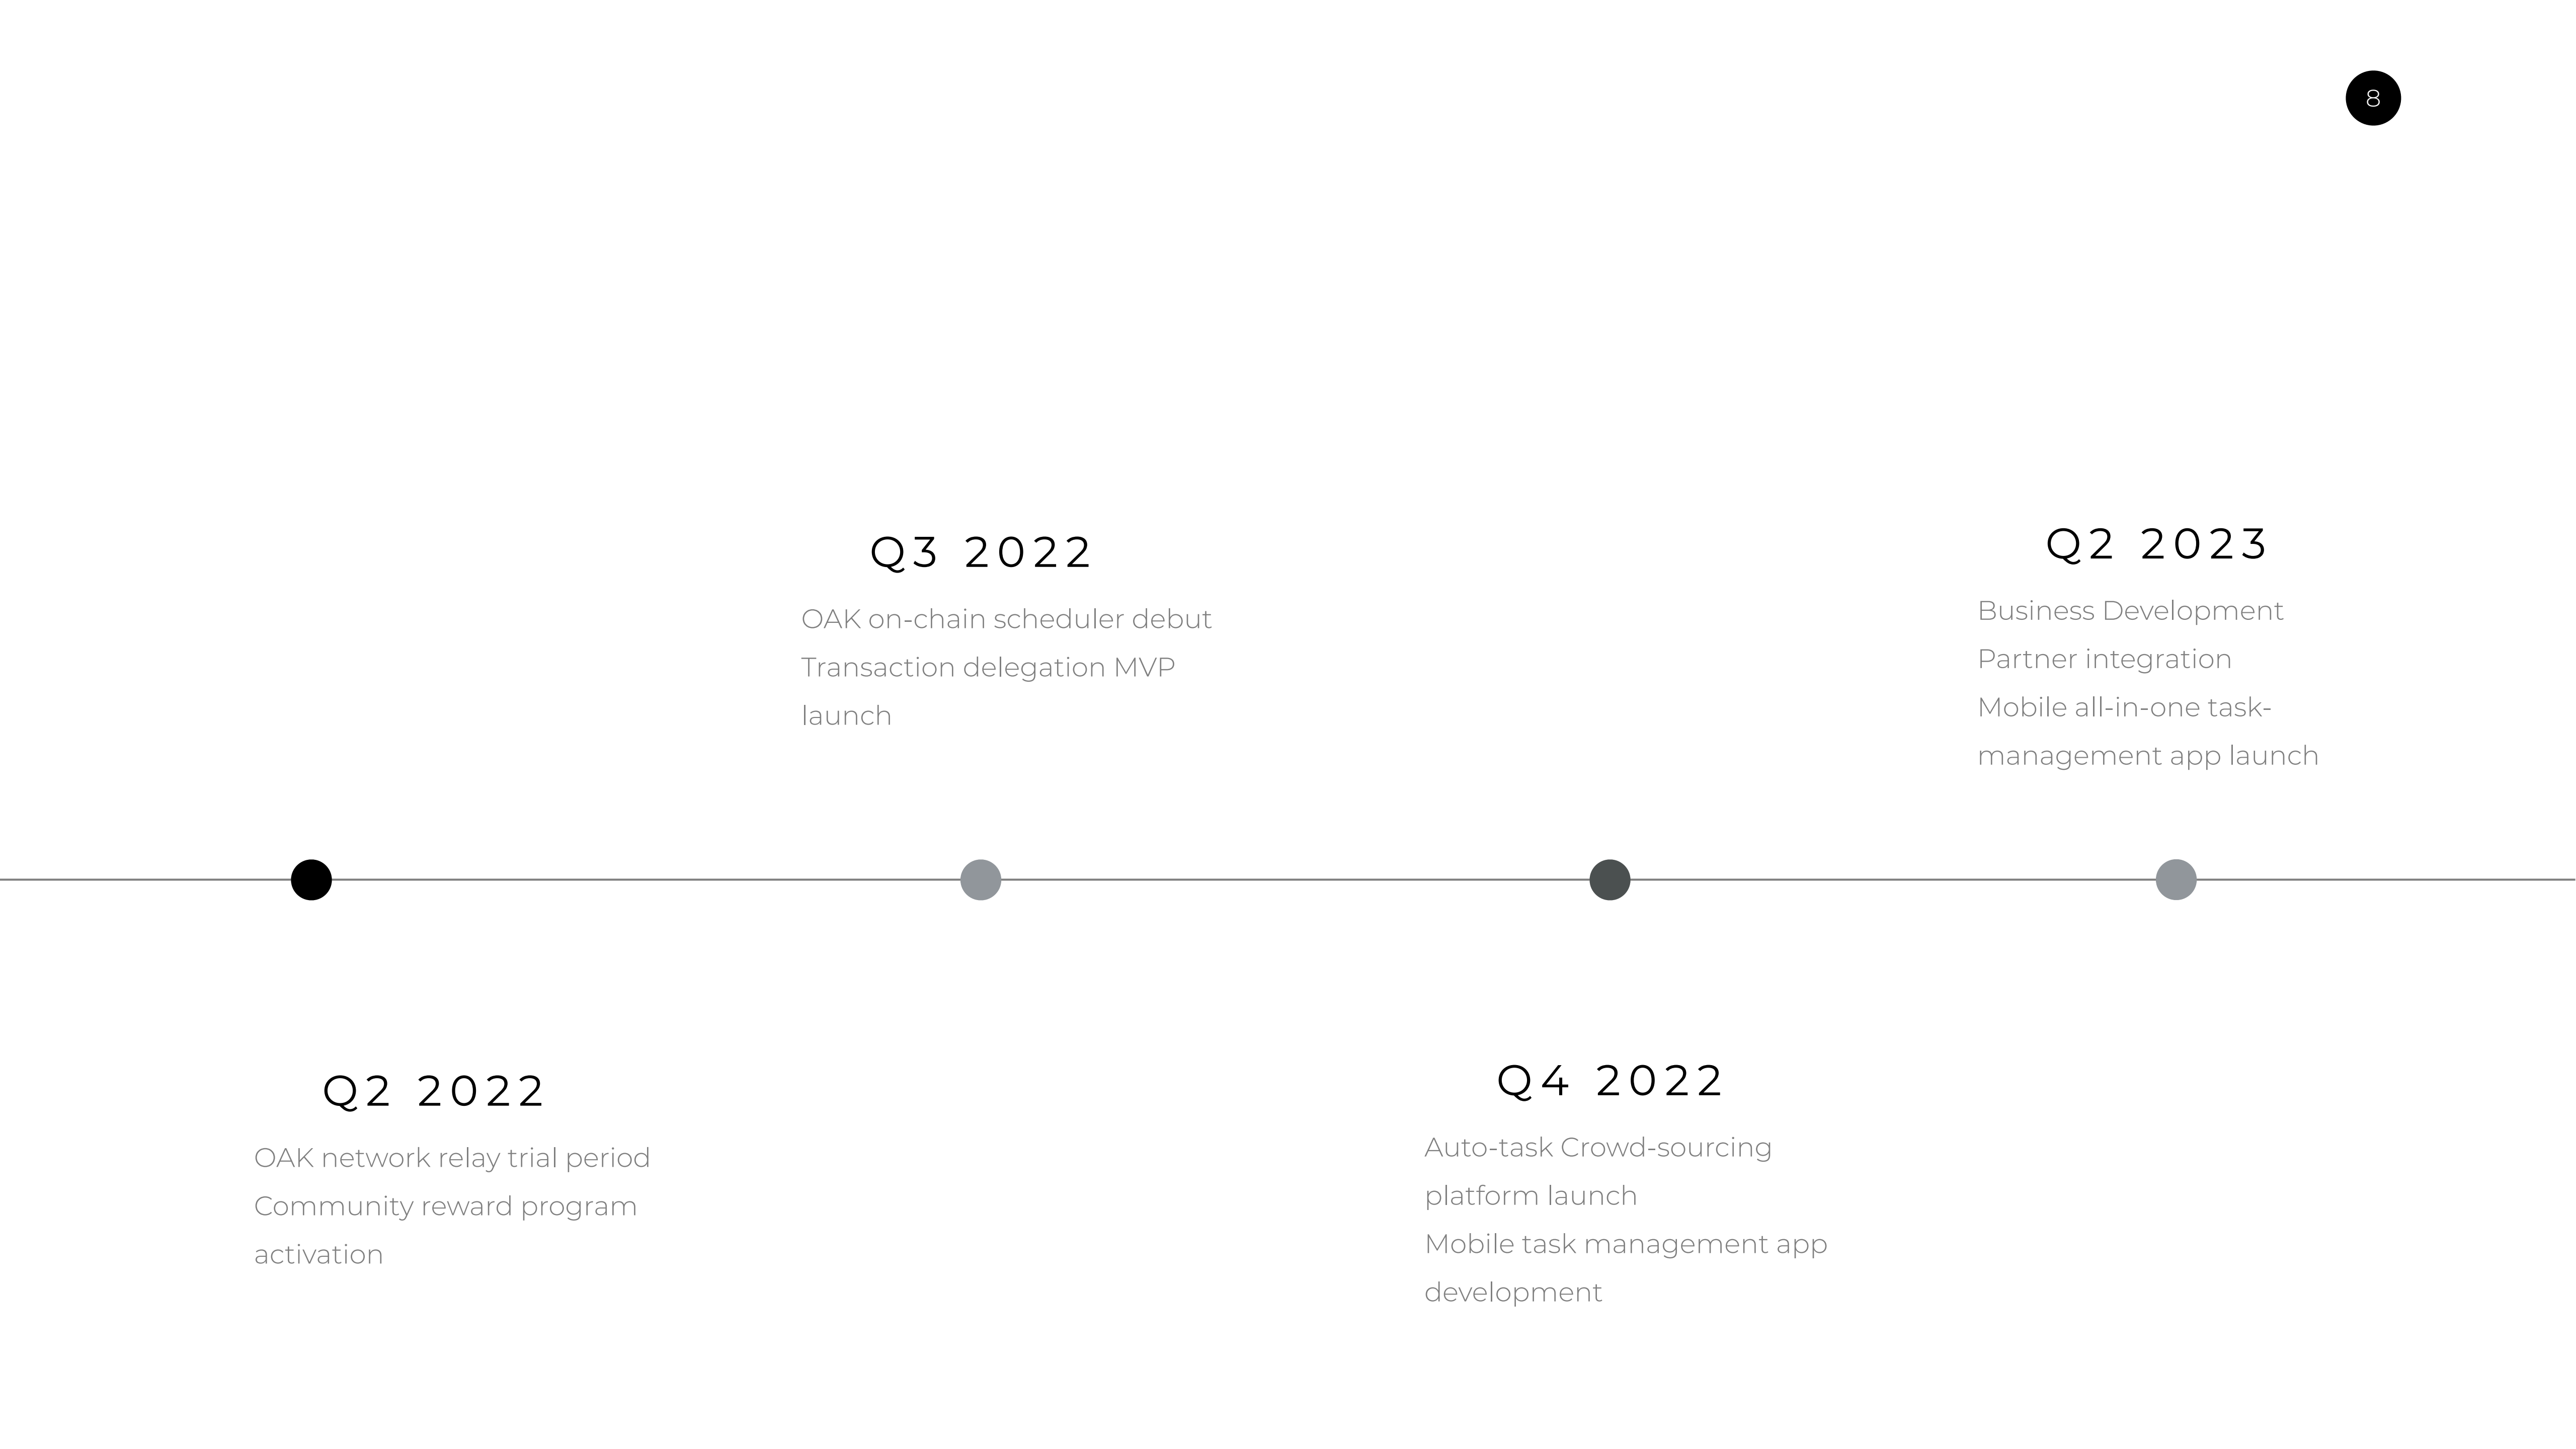 8
Q3 2022
OAK on-chain scheduler debut
Transaction delegation MVP
launch
Q2 2023
Business Development
Partner integration
Mobile all-in-one task-
management app launch
Q2 2022
OAK network relay trial period
Community reward program
activation
Q4 2022
Auto-task Crowd-sourcing
platform launch
Mobile task management app
development